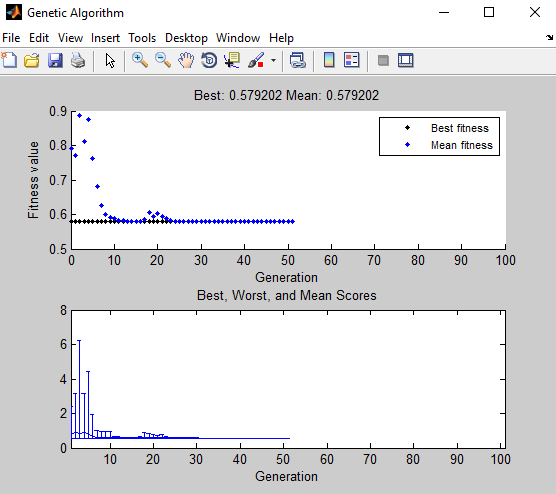 Genetic Algorithm
File Edit View Insert Tools Desktop Window Help
Best: 0.579202 Mean: 0.579202
0.9
0.8
0.7
0.6
0.5
Fitness value
Best fitness
Mean fitness
0 10 20 30 40 50 60 70 80 90 100
Generation
Best, Worst, and Mean Scores
8
6
4
2
0
10 20 30 40 50 60 70 80 90 100
Generation